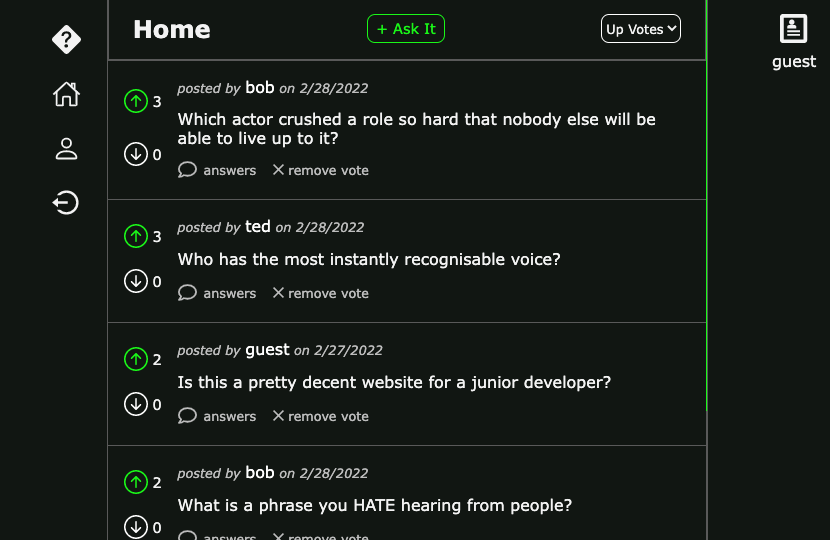 ?
Home
+ Ask It
Up Votes
guest
posted by bob on 2/28/2022
3
Which actor crushed a role so hard that nobody else will be
able to live up to it?
0
answers
remove vote
posted by ted on 2/28/2022
3
Who has the most instantly recognisable voice?
0
answers
remove vote
posted by guest on 2/27/2022
2
Is this a pretty decent website for a junior developer?
0
answers
remove vote
posted by bob on 2/28/2022
2
What is a phrase you HATE hearing from people?
0
answers
remove vote